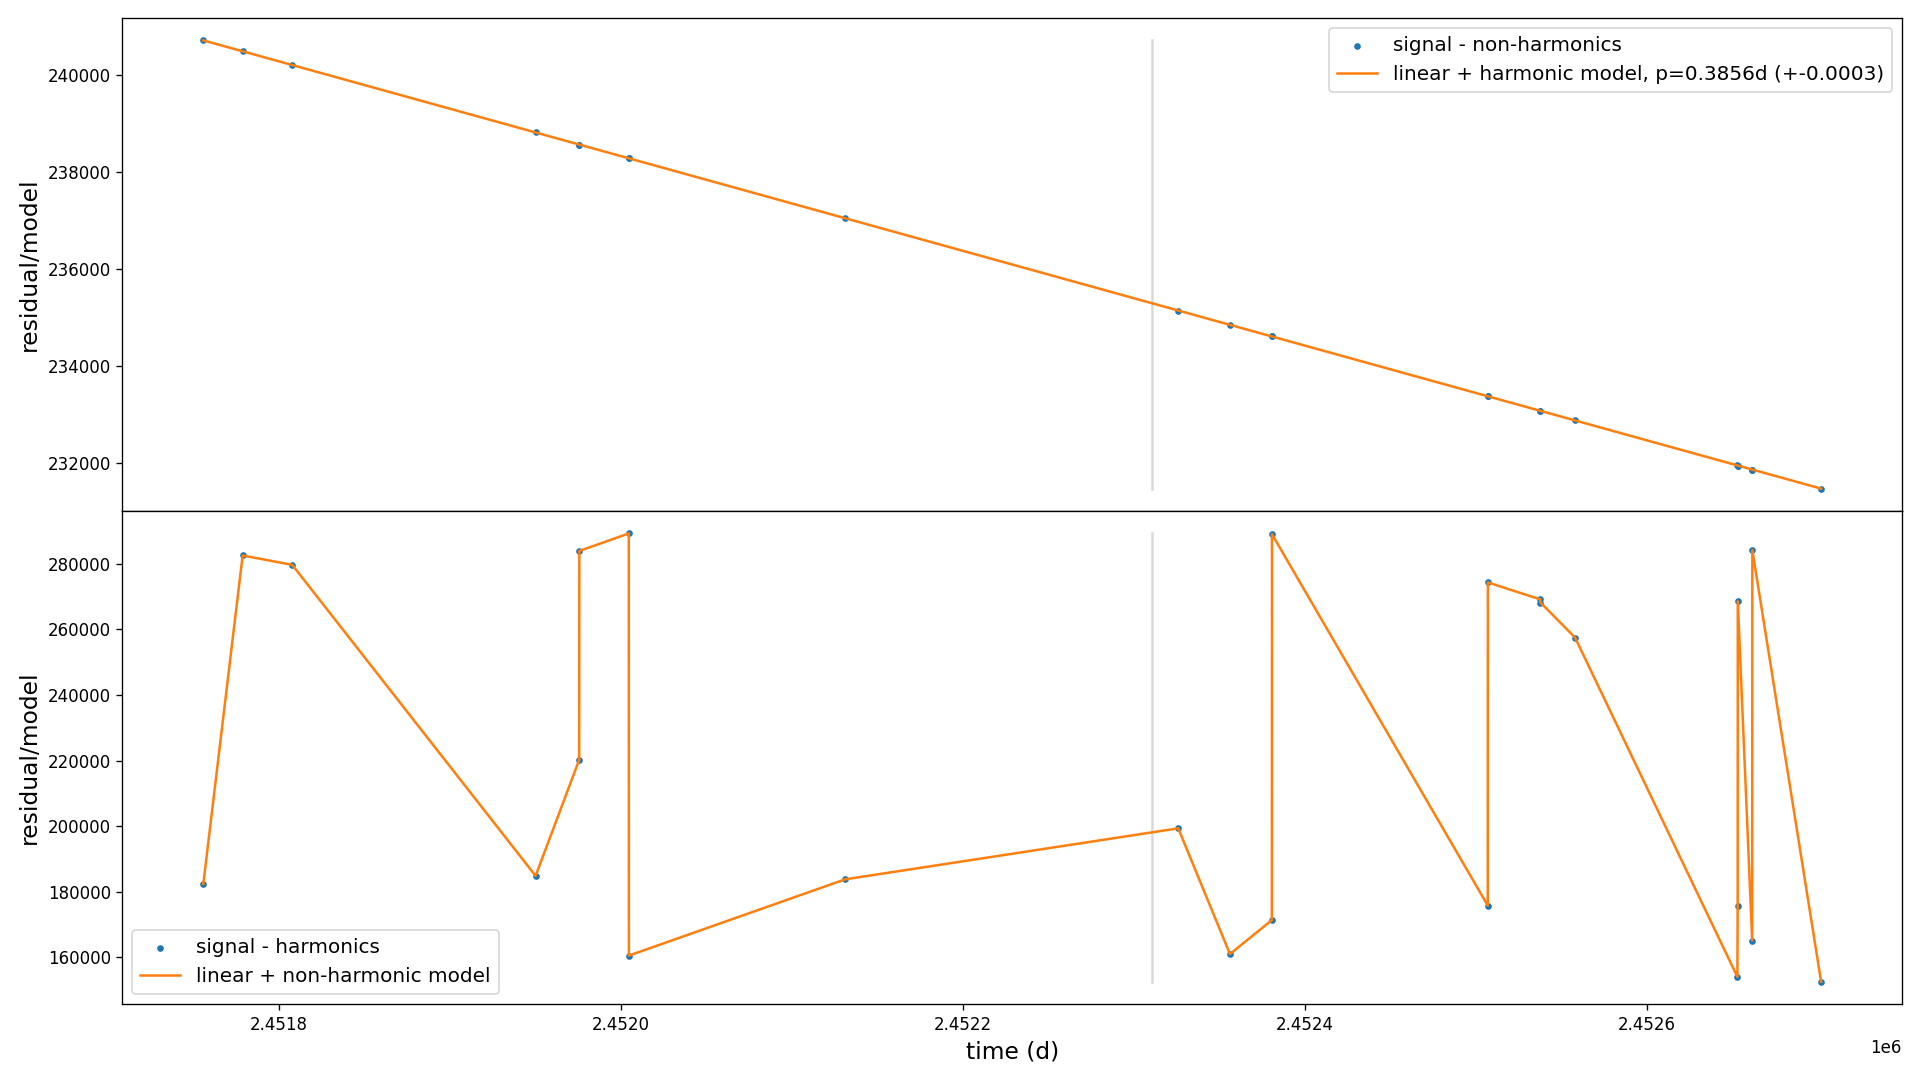 signal - non-harmonics
linear + harmonic model, p=0.3856d (+-0.0003)
240000
238000
236000
234000
232000
residual/model
280000
260000
240000
220000
200000
180000
160000
residual/model
signal - harmonics
linear + non-harmonic model
2.4518
2.4520
2.4522
2.4524
2.4526
1e6
time (d)